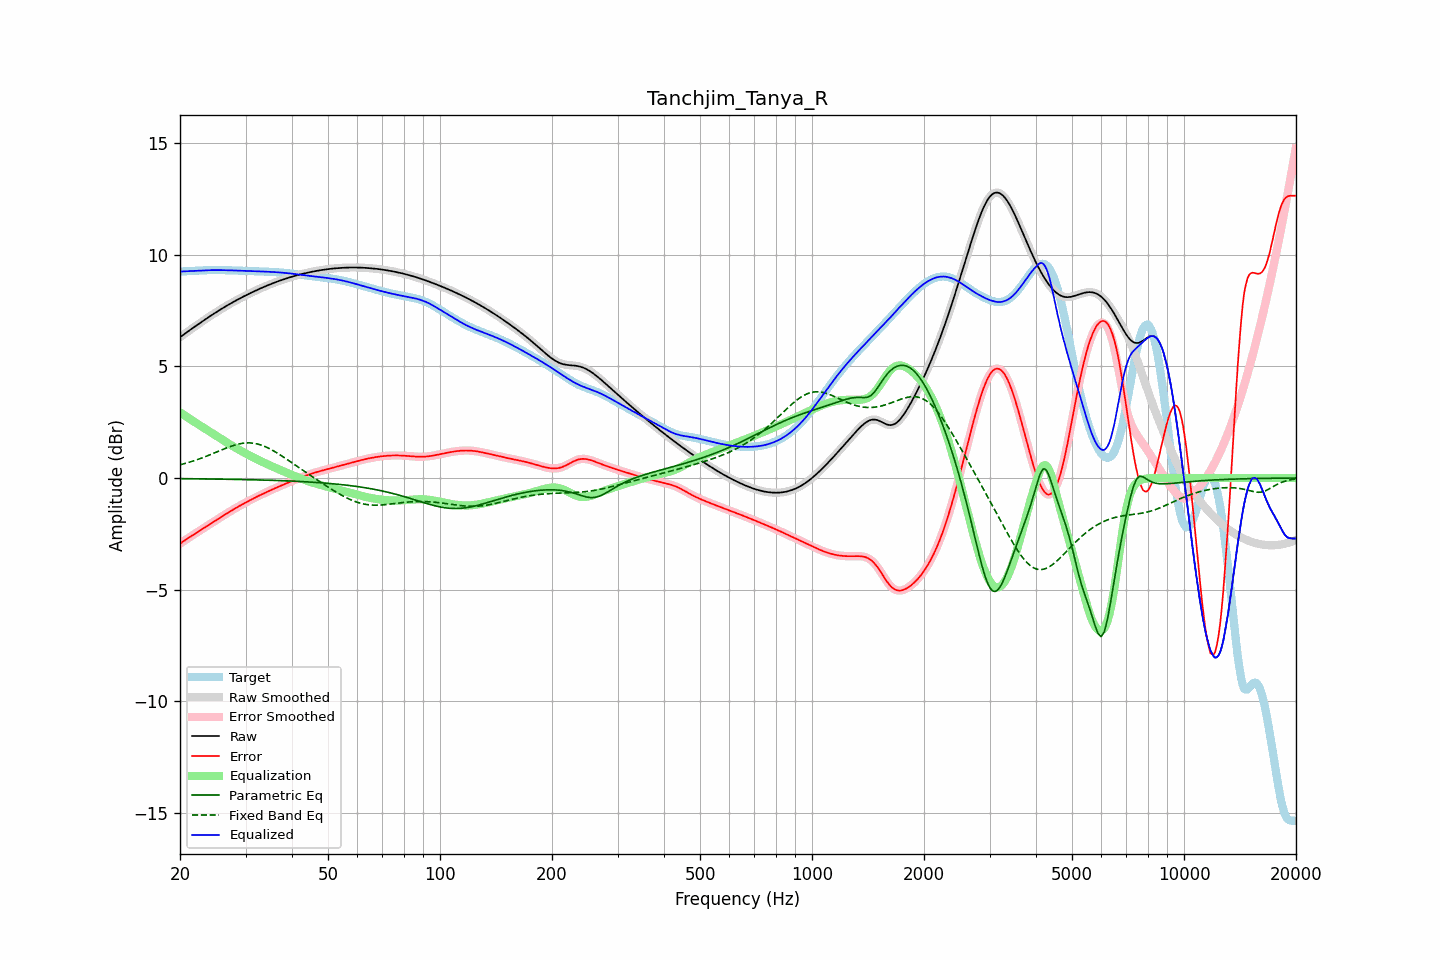 Tanchjim_Tanya_R
Amplitude (dBr)
15
10
5
0
−5
−10
−15
Target
Raw Smoothed
Error Smoothed
Raw
Error
Equalization
Parametric Eq
Fixed Band Eq
Equalized
20 50 100 200 500 1000 2000 5000 10000 20000
Frequency (Hz)